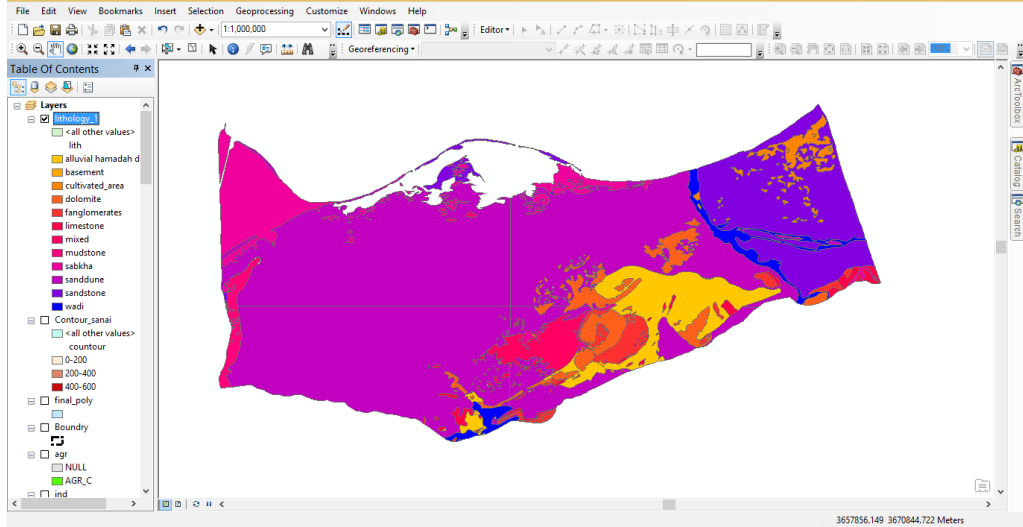 File Edit View Bookmarks Insert Selection Geoprocessing Customize Windows Help
1:1,000,000 Editor
Georeferencing 100%
Table Of Contents
Layers
lithology_1
<all other values>
lith
alluvial hamadah d
basement
cultivated_area
dolomite
fanglomerates
limestone
mixed
mudstone
sabkha
sanddune
sandstone
wadi
Contour_sanai
<all other values>
countour
0-200
200-400
400-600
final_poly
Boundry
agr
NULL
AGR_C
ind
ArcToolbox
Catalog
Search
3657856.149 3670844.722 Meters